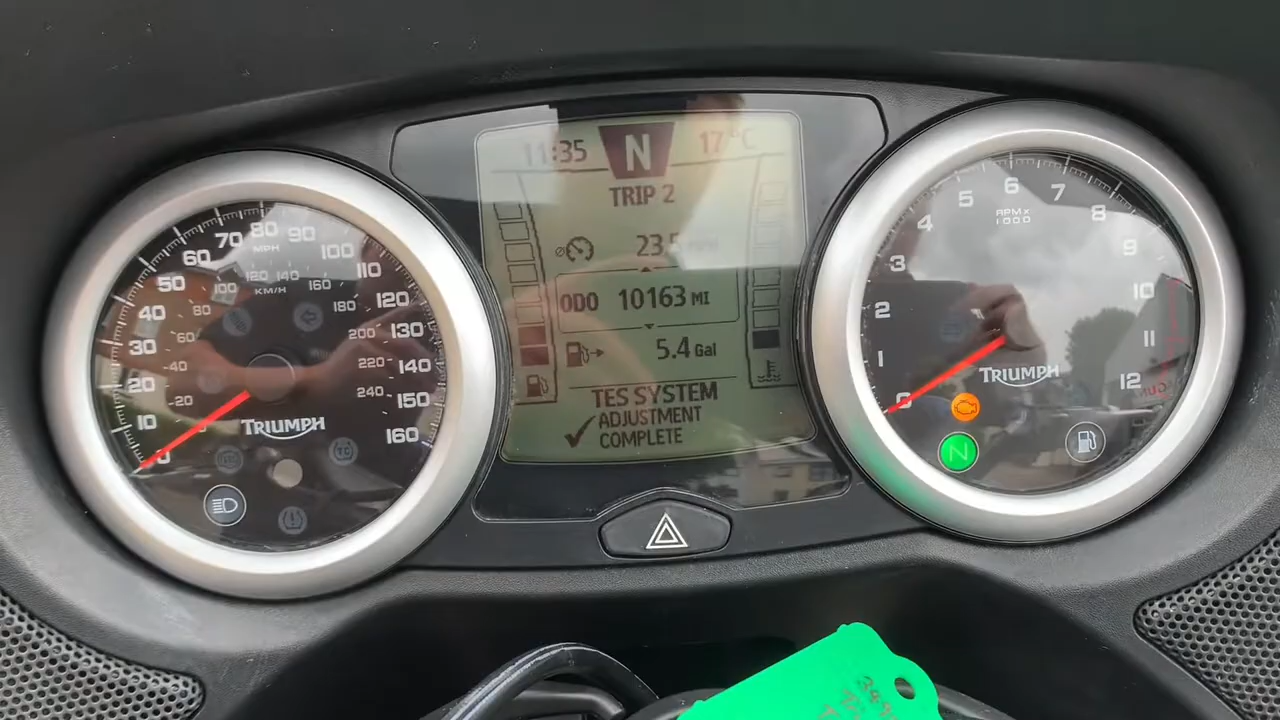 11:35 N 17°C
TRIP 2
23.5
ODO 10163 MI
5.4 Gal
TES SYSTEM
ADJUSTMENT
COMPLETE
0 10 20 30 40 50 60 70 80 90 100 110 120 130 140 150 160
MPH
20 40 60 80 100 120 140 160 180 200 220 240
KM/H
TRIUMPH
TC
0 1 2 3 4 5 6 7 8 9 10 11 12
RPM x
1000
TRIUMPH
N